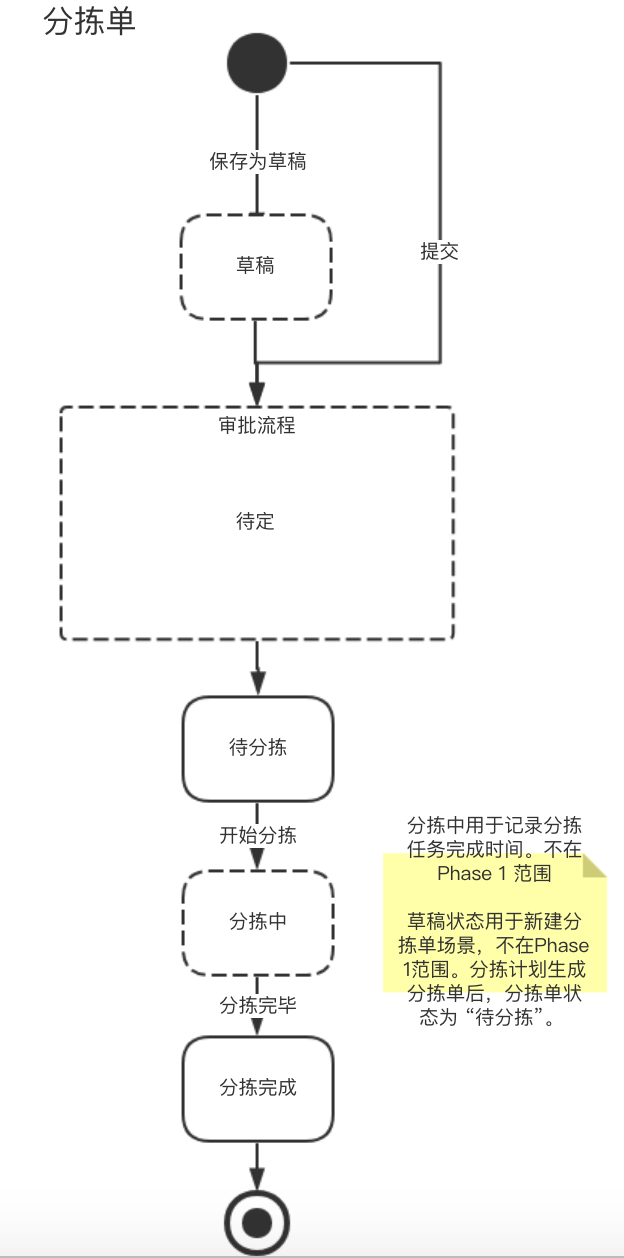 分拣单
保存为草稿
提交
草稿
审批流程
待定
待分拣
开始分拣
分拣中
分拣完毕
分拣完成
分拣中用于记录分拣
任务完成时间。不在
Phase 1 范围
草稿状态用于新建分
拣单场景，不在Phase
1范围。分拣计划生成
分拣单后，分拣单状
态为“待分拣”。